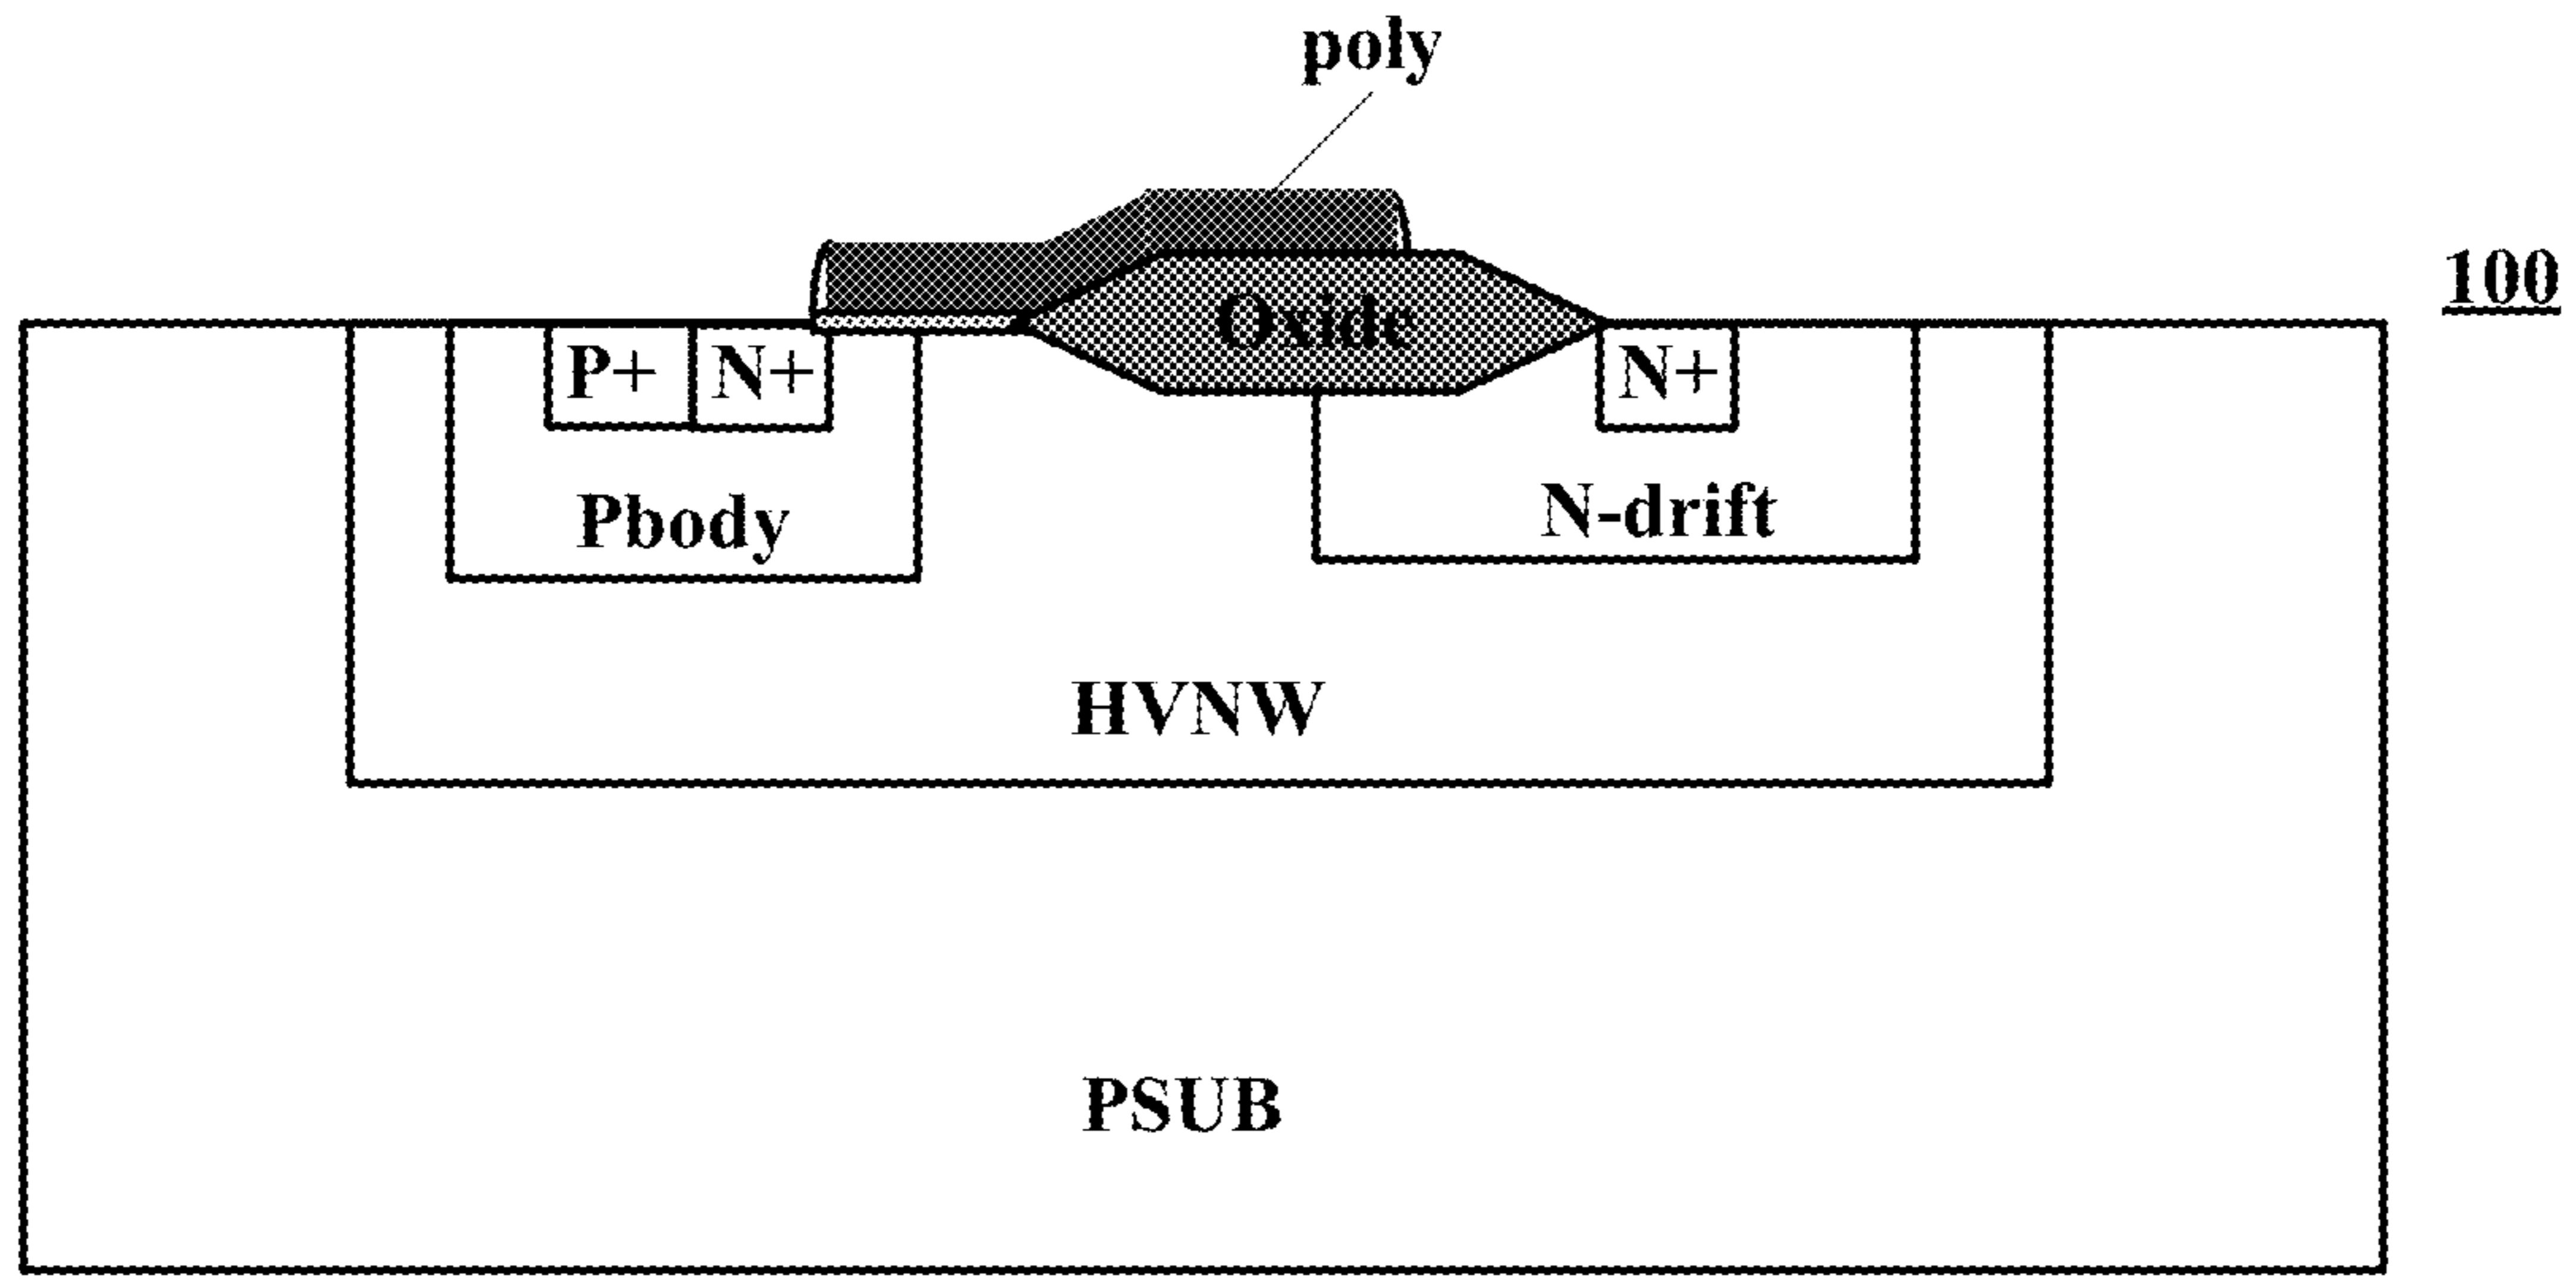 poly
100
Oxide
P+ N+ N+
Pbody N-drift
HVNW
PSUB